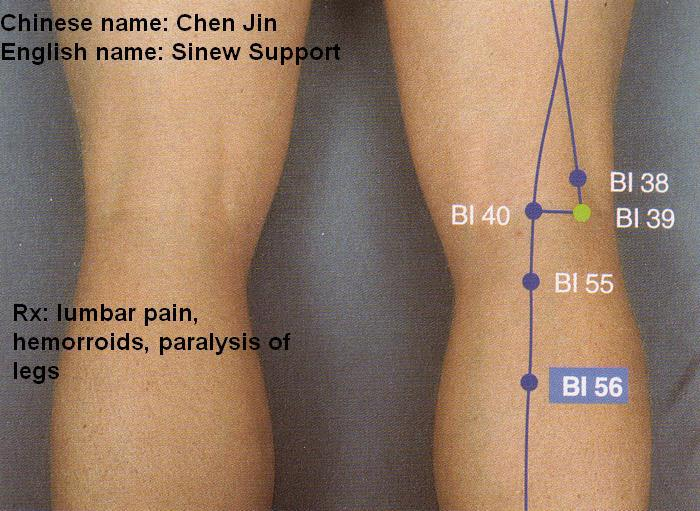 Chinese name: Chen Jin
English name: Sinew Support
Bl 38
Bl 40
Bl 39
Bl 55
Rx: lumbar pain,
hemorroids, paralysis of
legs
Bl 56